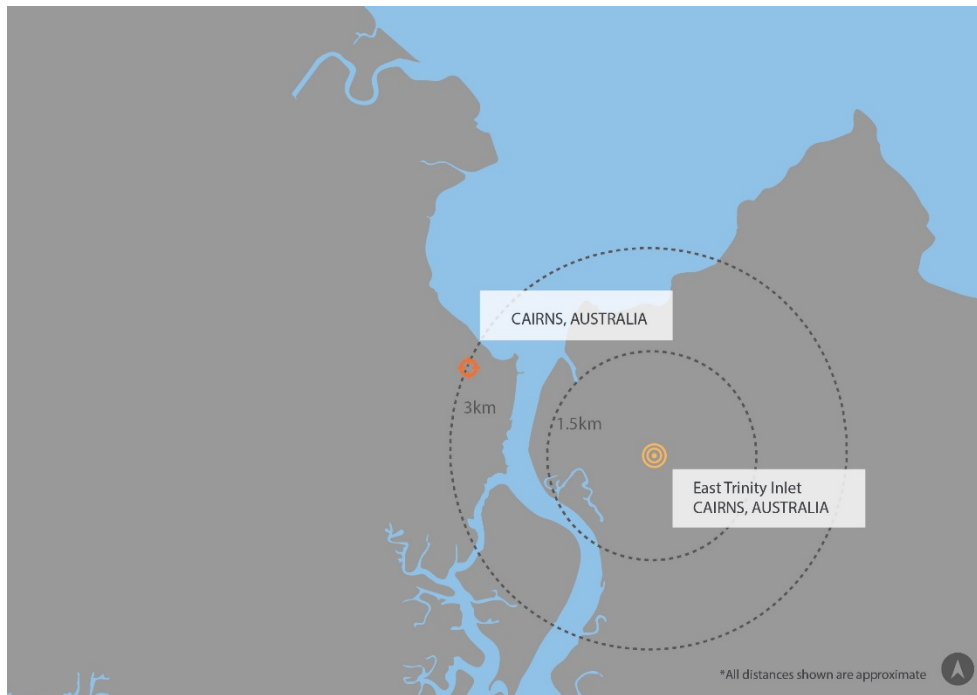 CAIRNS, AUSTRALIA
3km
1.5km
East Trinity Inlet
CAIRNS, AUSTRALIA
*All distances shown are approximate